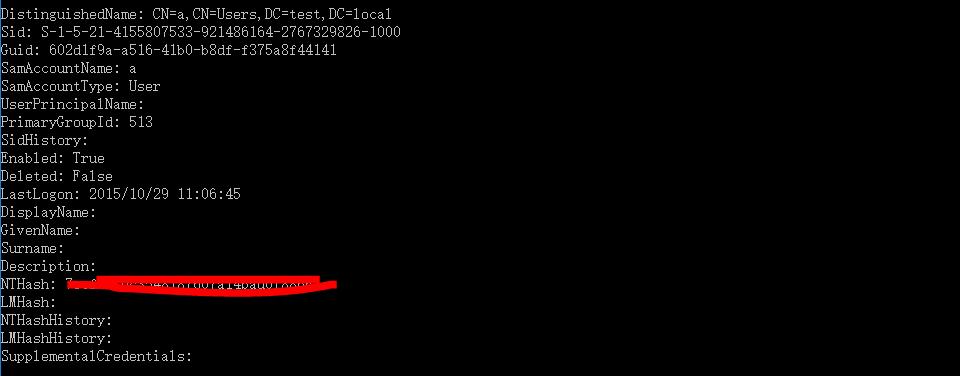 DistinguishedName: CN=a,CN=Users,DC=test,DC=local
Sid: S-1-5-21-4155807533-921486164-2767329826-1000
Guid: 602d1f9a-a516-41b0-b8df-f375a8f44141
SamAccountName: a
SamAccountType: User
UserPrincipalName:
PrimaryGroupId: 513
SidHistory:
Enabled: True
Deleted: False
LastLogon: 2015/10/29 11:06:45
DisplayName:
GivenName:
Surname:
Description:
NTHash:
LMHash:
NTHashHistory:
LMHashHistory:
SupplementalCredentials: